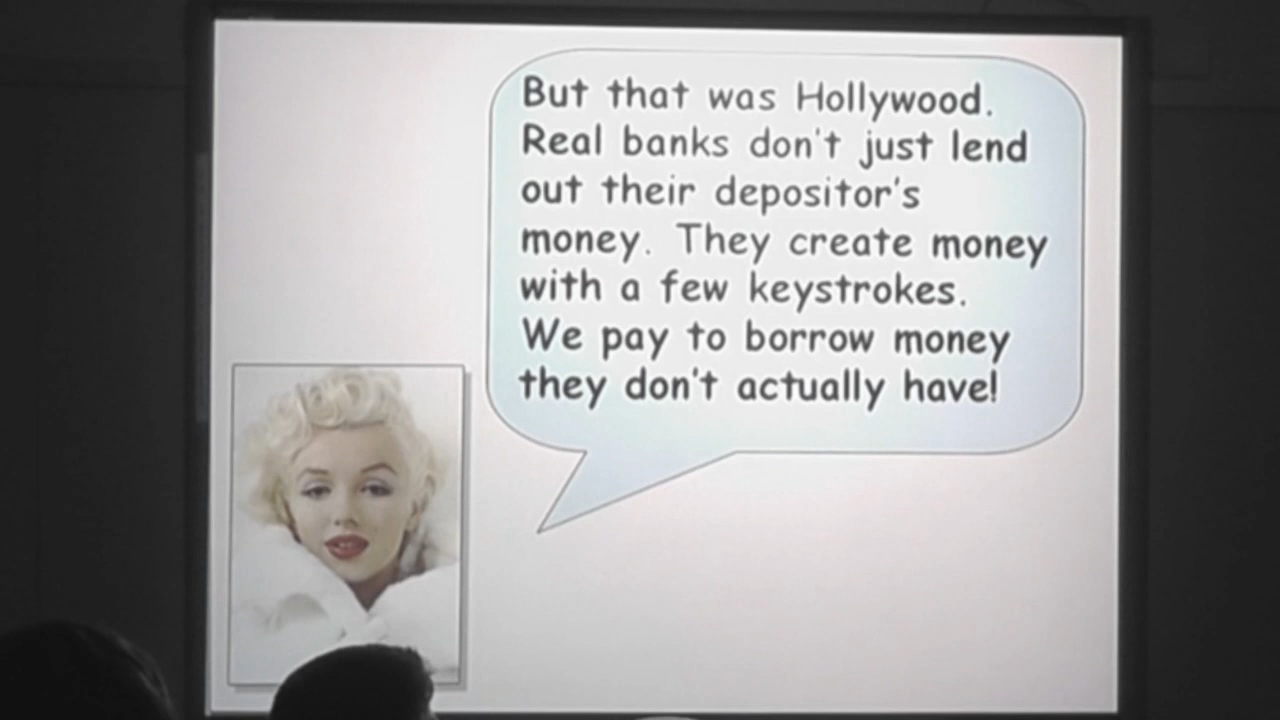 But that was Hollywood.
Real banks don't just lend
out their depositor's
money. They create money
with a few keystrokes.
We pay to borrow money
they don't actually have!